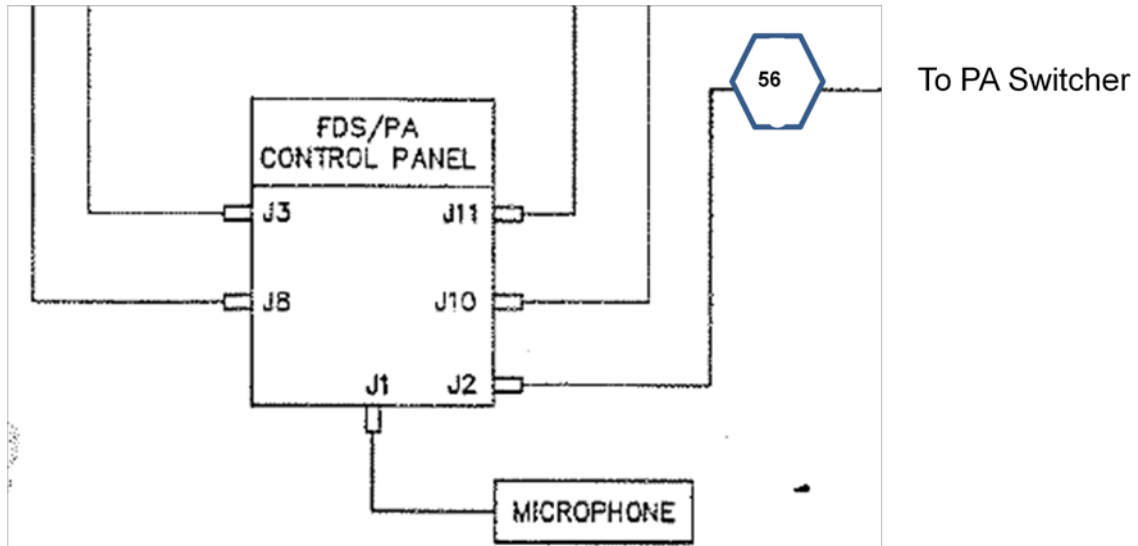 56
To PA Switcher
FDS/PA
CONTROL PANEL
J3
J11
J8
J10
J1
J2
MICROPHONE